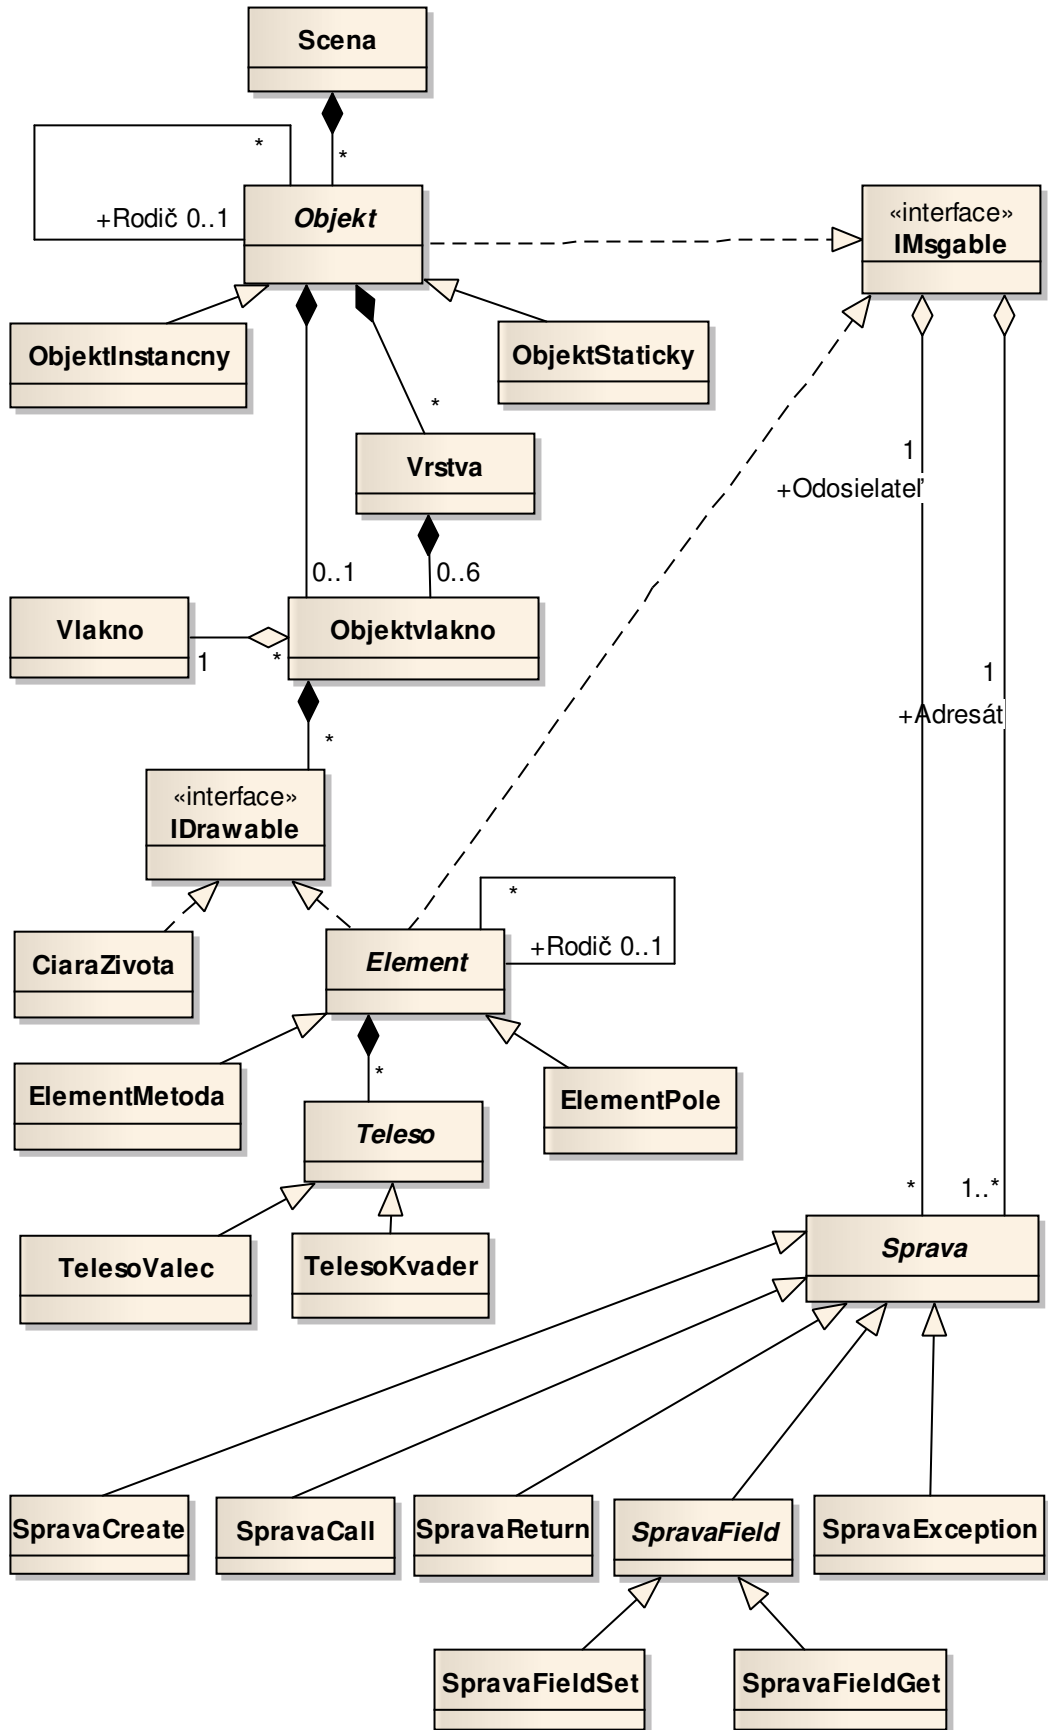 Scena
*
*
+Rodič 0..1
Objekt
«interface»
IMsgable
ObjektInstancny
ObjektStaticky
*
1
+Odosielateľ
Vrstva
0..1
0..6
Vlakno
1
*
Objektvlakno
1
+Adresát
*
«interface»
IDrawable
*
+Rodič 0..1
CiaraZivota
Element
ElementMetoda
*
ElementPole
Teleso
*
1..*
TelesoValec
TelesoKvader
Sprava
SpravaCreate
SpravaCall
SpravaReturn
SpravaField
SpravaException
SpravaFieldSet
SpravaFieldGet